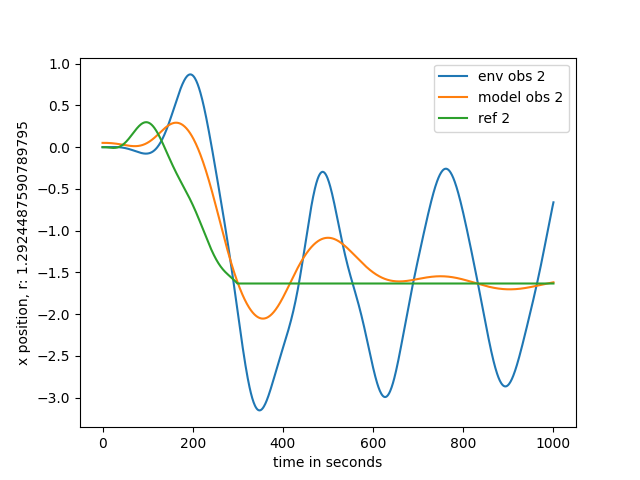 env obs 2
model obs 2
ref 2
1.0
0.5
0.0
−0.5
−1.0
−1.5
−2.0
−2.5
−3.0
x position, r: 1.2924487590789795
0 200 400 600 800 1000
time in seconds